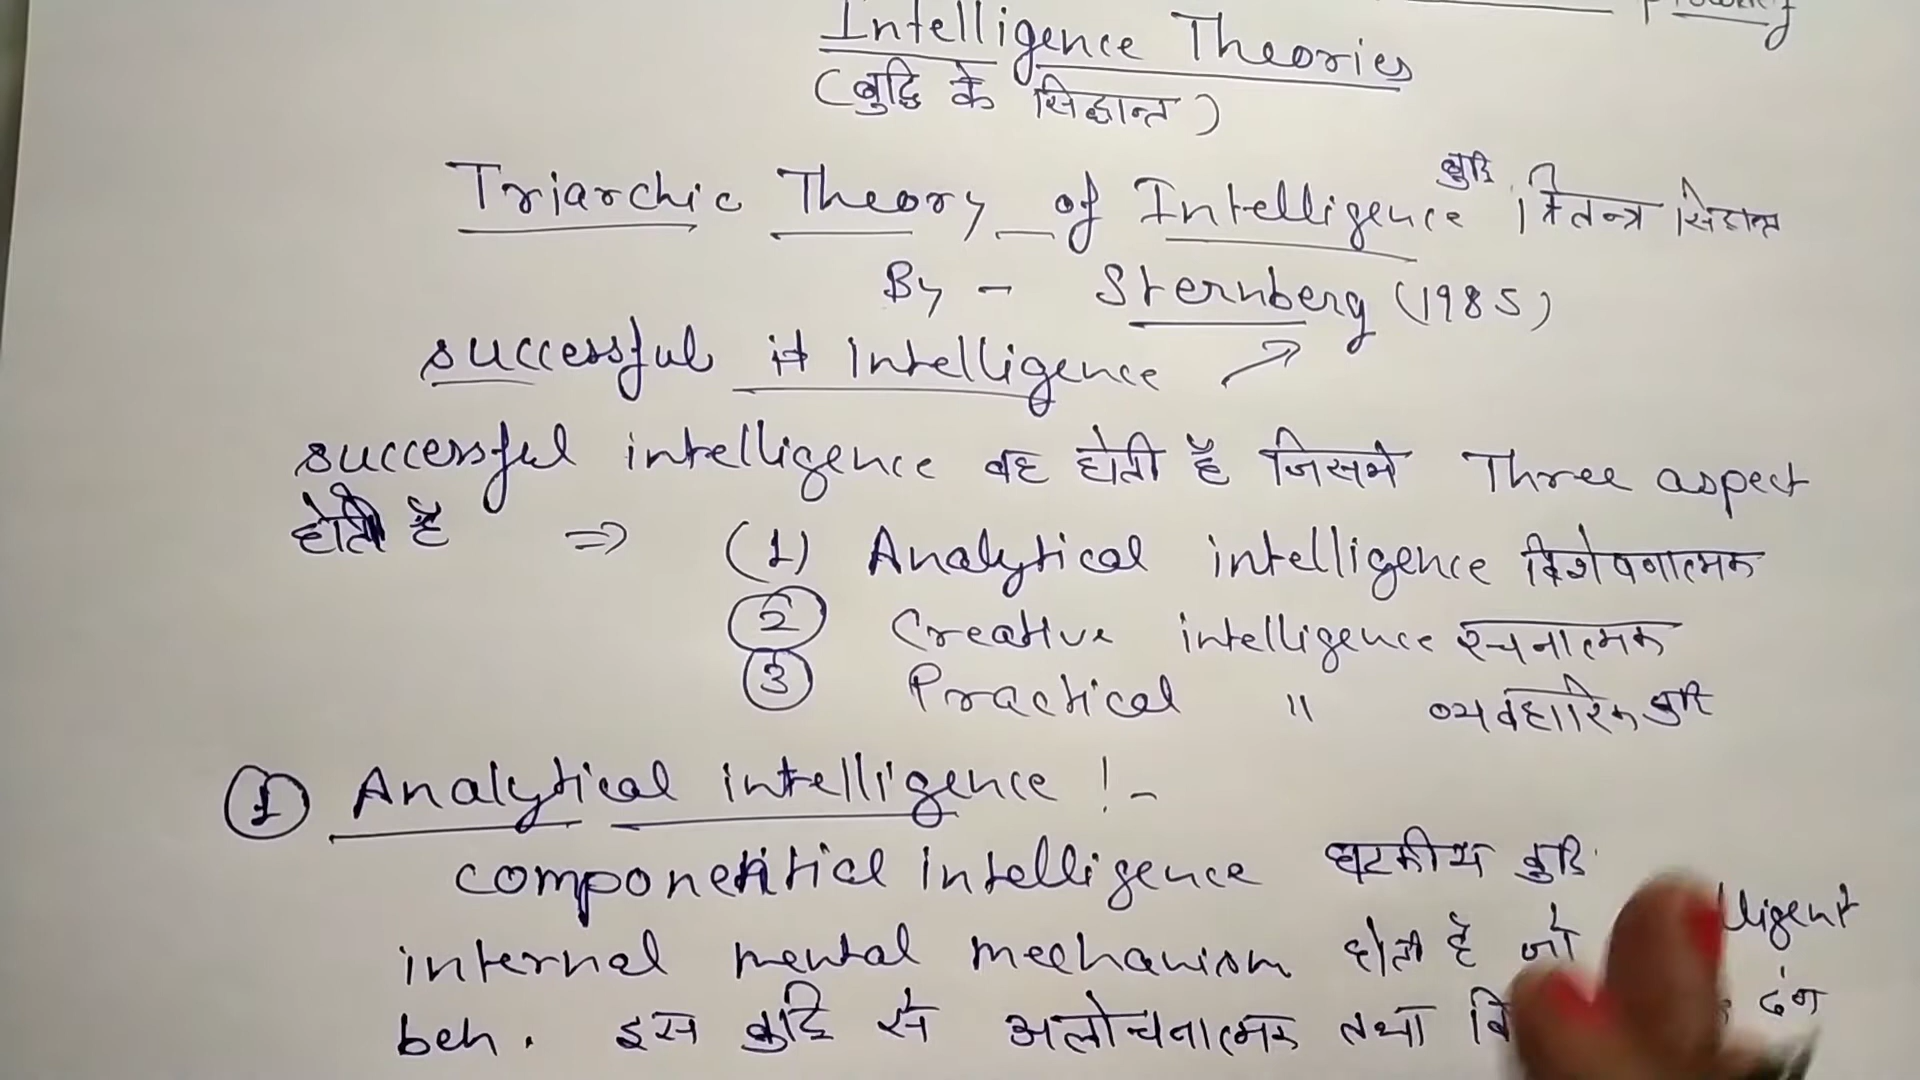 Intelligence Theories
(बुद्धि के सिद्धान्त)
Triarchic Theory of Intelligence बुद्धि त्रितन्त्र सिद्धान्त
By - Sternberg (1985)
successful it Intelligence ↗
successful intelligence वह होती है जिसमे Three aspect
होती है ⇒ (1) Analytical intelligence विशेषणात्मक
② Creative intelligence रचनात्मक
③ Practical " व्यवहारिक बुद्धि
① Analytical intelligence :-
componential Intelligence घटकीय बुद्धि
internal mental mechanism होती है जो
beh. इस बुद्धि से अलोचनात्मक तथा ढंग